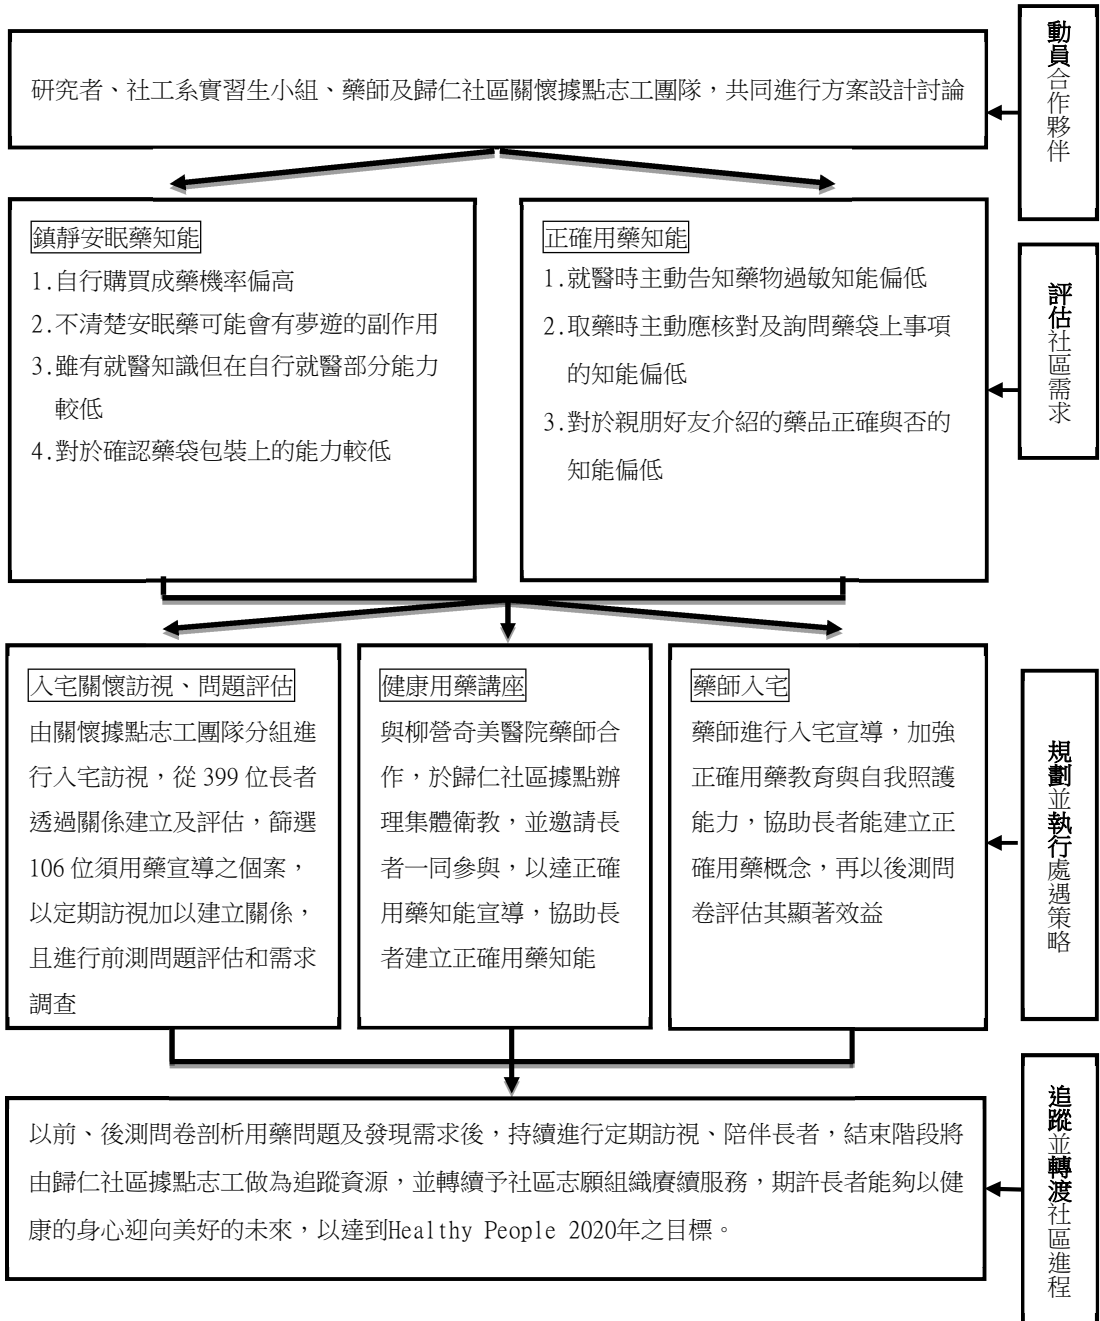 研究者、社工系實習生小組、藥師及歸仁社區關懷據點志工團隊，共同進行方案設計討論
動員合作夥伴
鎮靜安眠藥知能
1.自行購買成藥機率偏高
2.不清楚安眠藥可能會有夢遊的副作用
3.雖有就醫知識但在自行就醫部分能力
較低
4.對於確認藥袋包裝上的能力較低
正確用藥知能
1.就醫時主動告知藥物過敏知能偏低
2.取藥時主動應核對及詢問藥袋上事項
的知能偏低
3.對於親朋好友介紹的藥品正確與否的
知能偏低
評估社區需求
入宅關懷訪視、問題評估
由關懷據點志工團隊分組進
行入宅訪視，從 399 位長者
透過關係建立及評估，篩選
106 位須用藥宣導之個案，
以定期訪視加以建立關係，
且進行前測問題評估和需求
調查
健康用藥講座
與柳營奇美醫院藥師合
作，於歸仁社區據點辦
理集體衛教，並邀請長
者一同參與，以達正確
用藥知能宣導，協助長
者建立正確用藥知能
藥師入宅
藥師進行入宅宣導，加強
正確用藥教育與自我照護
能力，協助長者能建立正
確用藥概念，再以後測問
卷評估其顯著效益
規劃並執行處遇策略
以前、後測問卷剖析用藥問題及發現需求後，持續進行定期訪視、陪伴長者，結束階段將
由歸仁社區據點志工做為追蹤資源，並轉續予社區志願組織賡續服務，期許長者能夠以健
康的身心迎向美好的未來，以達到Healthy People 2020年之目標。
追蹤並轉渡社區進程